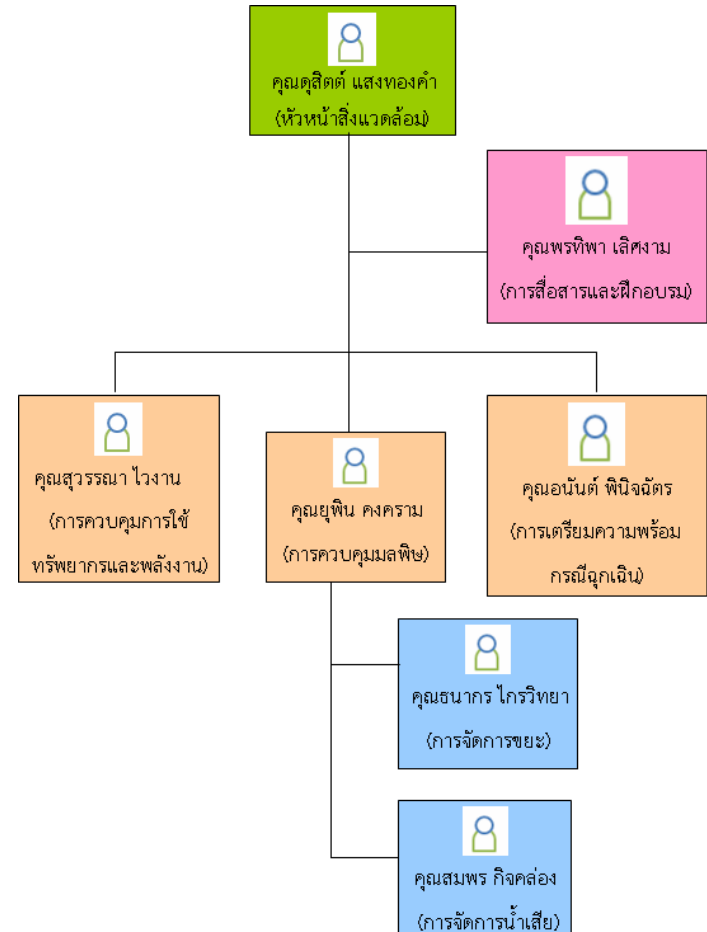 คุณดุสิตต์ แสงทองคำ
(หัวหน้าสิ่งแวดล้อม)
คุณพรทิพา เลิศงาม
(การสื่อสารและฝึกอบรม)
คุณสุวรรณา ไวงาน
(การควบคุมการใช้
ทรัพยากรและพลังงาน)
คุณยุพิน คงคราม
(การควบคุมมลพิษ)
คุณอนันต์ พินิจฉัตร
(การเตรียมความพร้อม
กรณีฉุกเฉิน)
คุณธนากร ไกรวิทยา
(การจัดการขยะ)
คุณสมพร กิจคล่อง
(การจัดการน้ำเสีย)